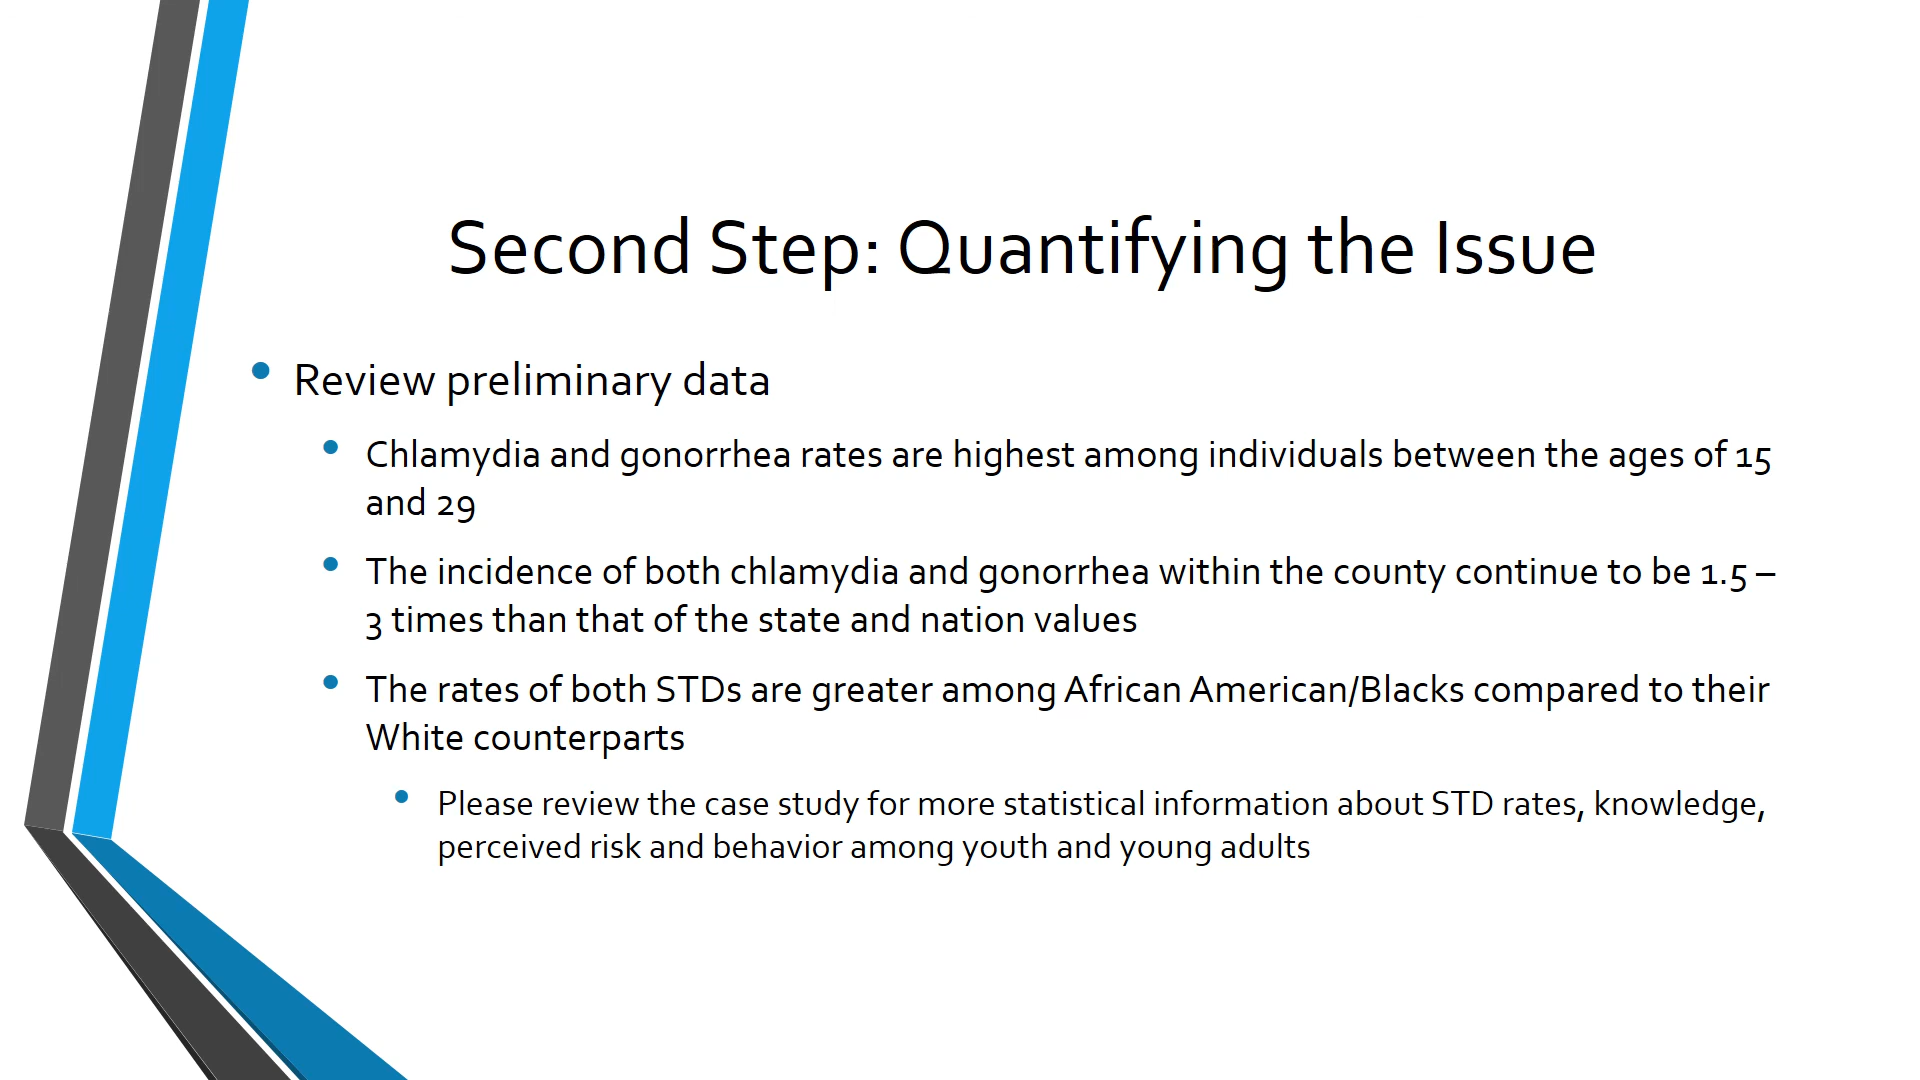 Second Step: Quantifying the Issue
• Review preliminary data
• Chlamydia and gonorrhea rates are highest among individuals between the ages of 15
and 29
• The incidence of both chlamydia and gonorrhea within the county continue to be 1.5 –
3 times than that of the state and nation values
• The rates of both STDs are greater among African American/Blacks compared to their
White counterparts
• Please review the case study for more statistical information about STD rates, knowledge,
perceived risk and behavior among youth and young adults